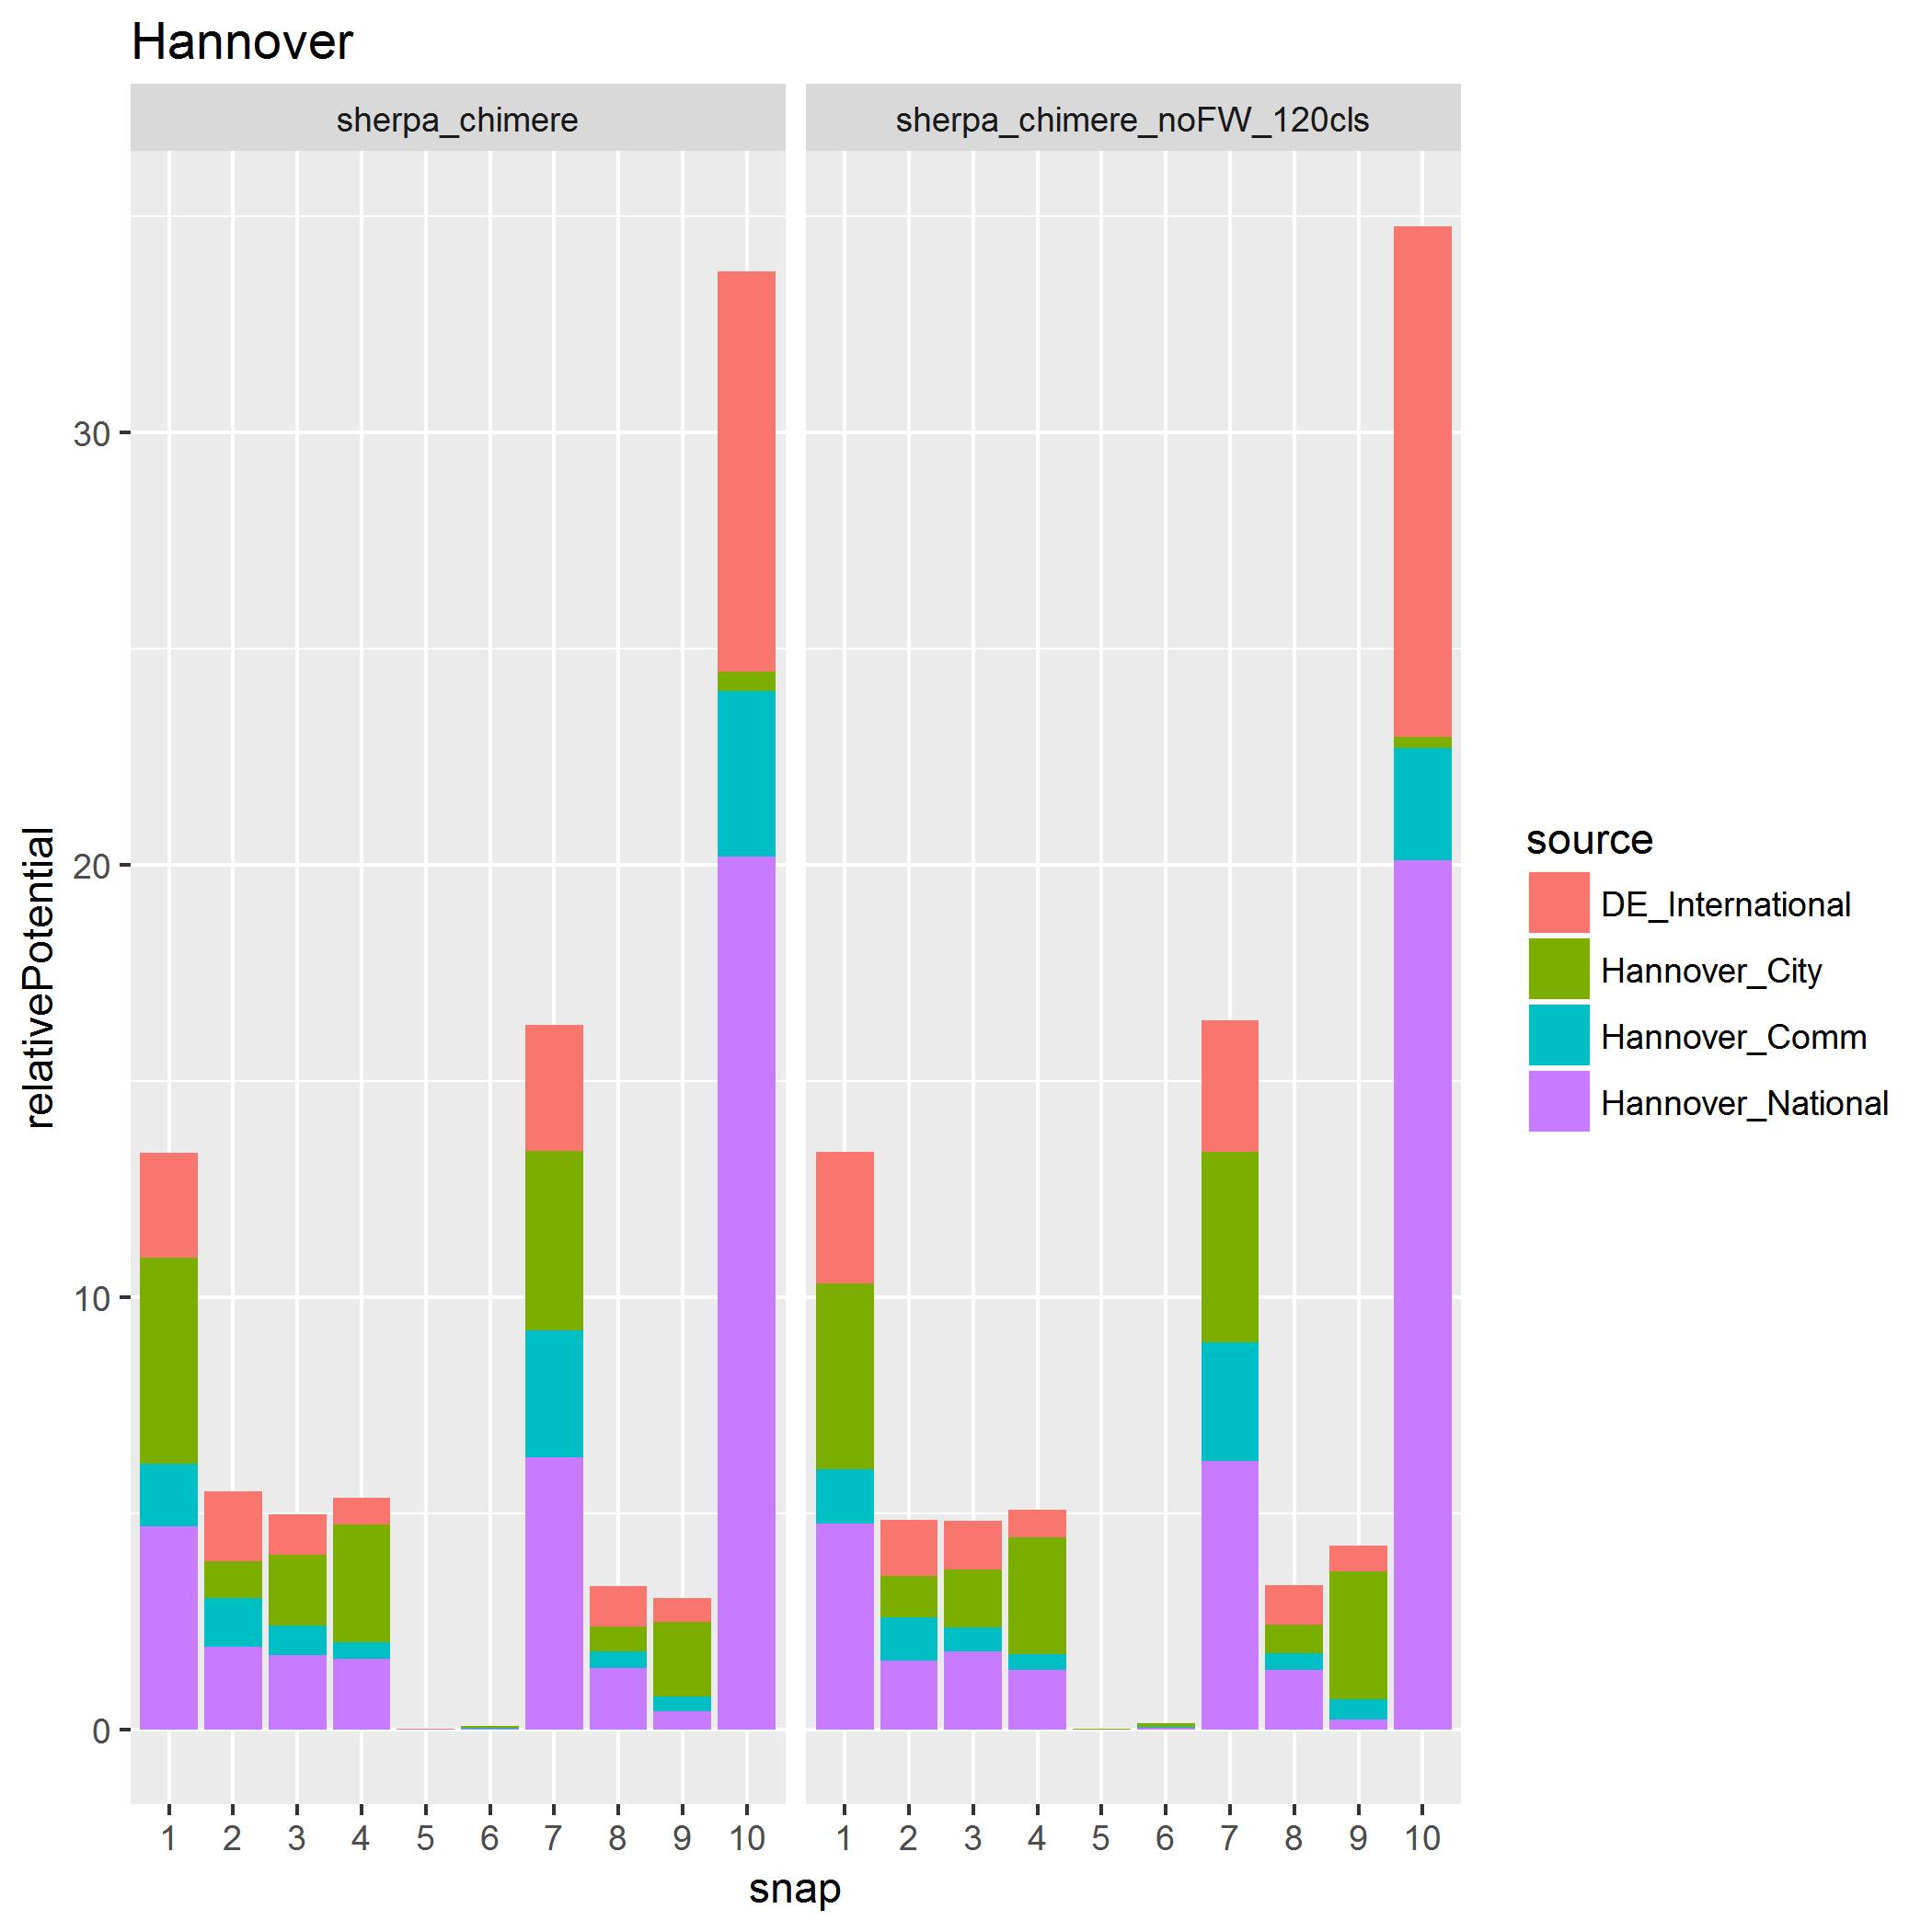 Hannover
sherpa_chimere
sherpa_chimere_noFW_120cls
30
20
10
0
relativePotential
1 2 3 4 5 6 7 8 9 10
1 2 3 4 5 6 7 8 9 10
snap
source
DE_International
Hannover_City
Hannover_Comm
Hannover_National